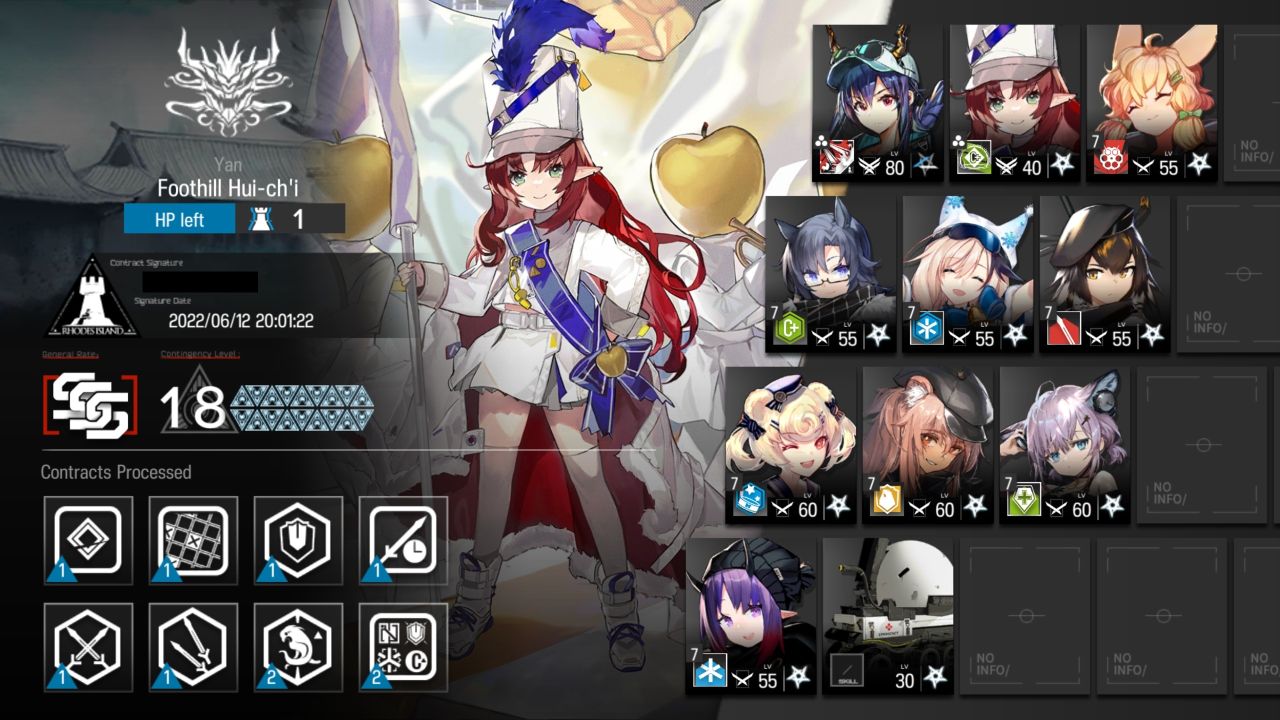 Yan
Foothill Hui-ch'i
HP left 1
Contract Signature
Signature Date
RHODES ISLAND
2022/06/12 20:01:22
General Rate:
Contingency Level:
SSS
18
Contracts Processed
1
1
1
1
1
1
2
N C
2
LV
80
LV
40
7
LV
55
NO
INFO/
7
LV
55
7
LV
55
7
LV
55
NO
INFO/
7
LV
60
7
LV
60
7
LV
60
NO
INFO/
7
LV
55
SKILL
LV
30
NO
INFO/
NO
INFO/
NO
INFO